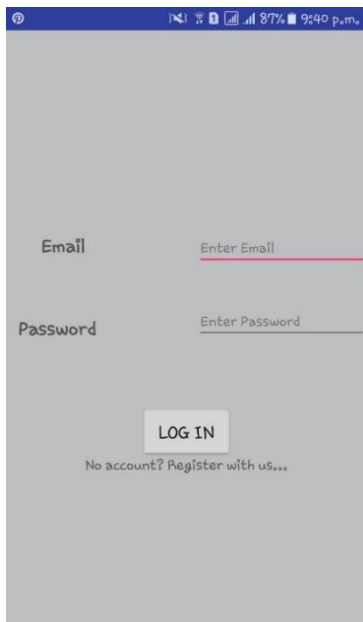 87% 9:40 p.m.
Email Enter Email
Password Enter Password
LOG IN
No account? Register with us...